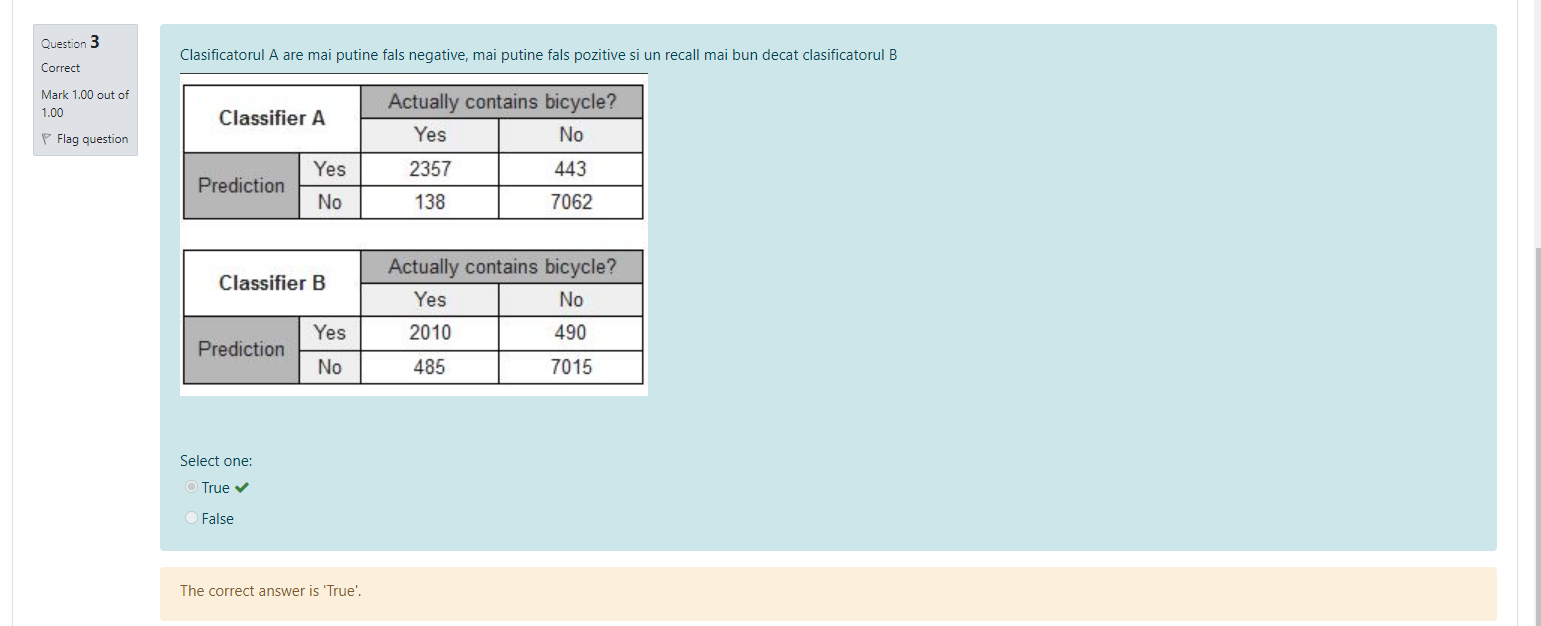 Question 3
Correct
Mark 1.00 out of
1.00
Flag question
Clasificatorul A are mai putine fals negative, mai putine fals pozitive si un recall mai bun decat clasificatorul B
Classifier A
Actually contains bicycle?
Yes No
Prediction
Yes 2357 443
No 138 7062
Classifier B
Actually contains bicycle?
Yes No
Prediction
Yes 2010 490
No 485 7015
Select one:
True
False
The correct answer is 'True'.